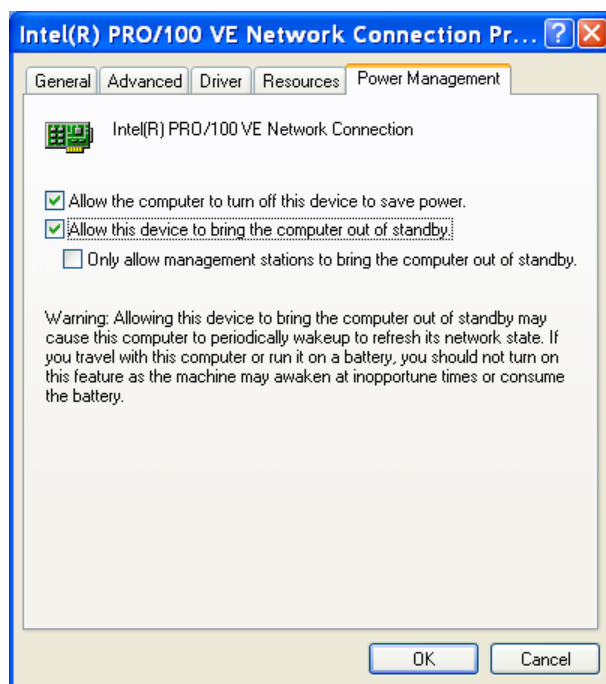 Intel(R) PRO/100 VE Network Connection Pr...
General Advanced Driver Resources Power Management
Intel(R) PRO/100 VE Network Connection
Allow the computer to turn off this device to save power.
Allow this device to bring the computer out of standby.
Only allow management stations to bring the computer out of standby.
Warning: Allowing this device to bring the computer out of standby may
cause this computer to periodically wakeup to refresh its network state. If
you travel with this computer or run it on a battery, you should not turn on
this feature as the machine may awaken at inopportune times or consume
the battery.
OK Cancel